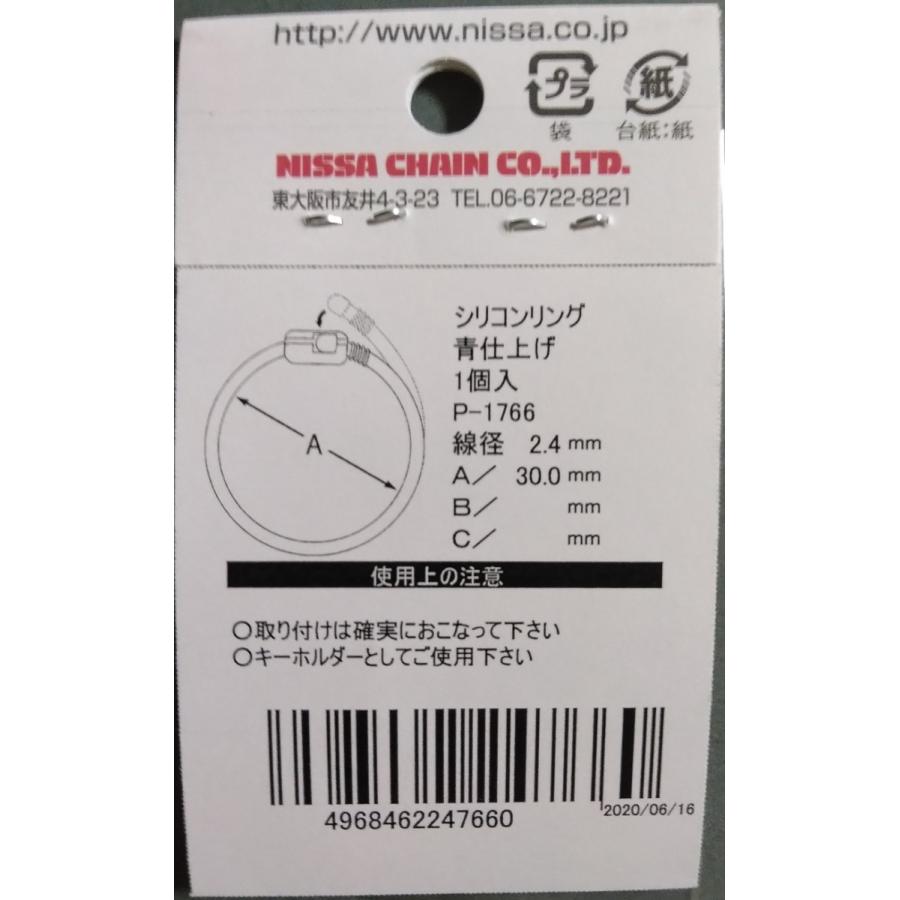 http://www.nissa.co.jp
プラ 紙
袋 台紙:紙
NISSA CHAIN CO.,LTD.
東大阪市友井4-3-23 TEL.06-6722-8221
シリコンリング
青仕上げ
1個入
P-1766
線径 2.4 mm
A/ 30.0 mm
B/ mm
C/ mm
A
使用上の注意
○取り付けは確実におこなって下さい
○キーホルダーとしてご使用下さい
4968462247660
2020/06/16